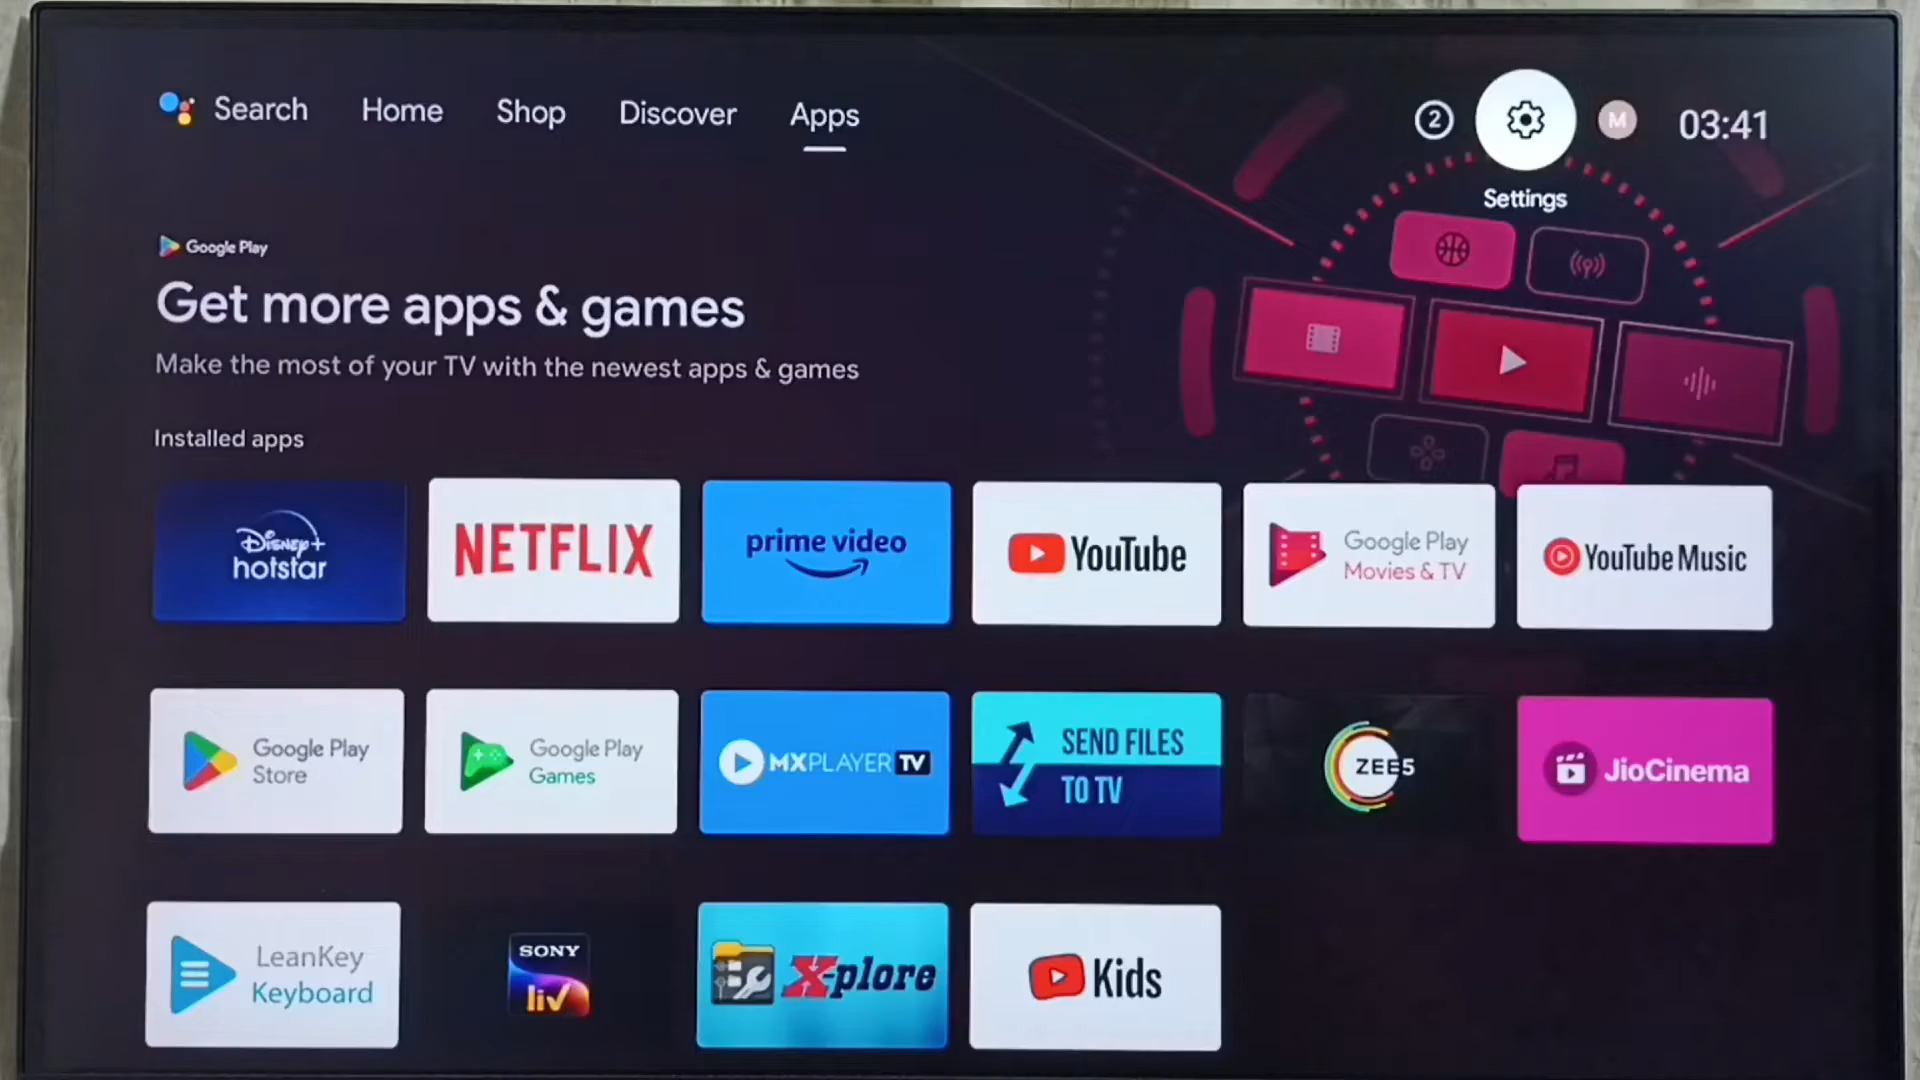 Search Home Shop Discover Apps
2
M
03:41
Settings
Google Play
Get more apps & games
Make the most of your TV with the newest apps & games
Installed apps
Disney+
hotstar
NETFLIX
prime video
YouTube
Google Play
Movies & TV
YouTube Music
Google Play
Store
Google Play
Games
MXPLAYER TV
SEND FILES
TO TV
ZEE5
JioCinema
LeanKey
Keyboard
SONY
liv
X-plore
Kids